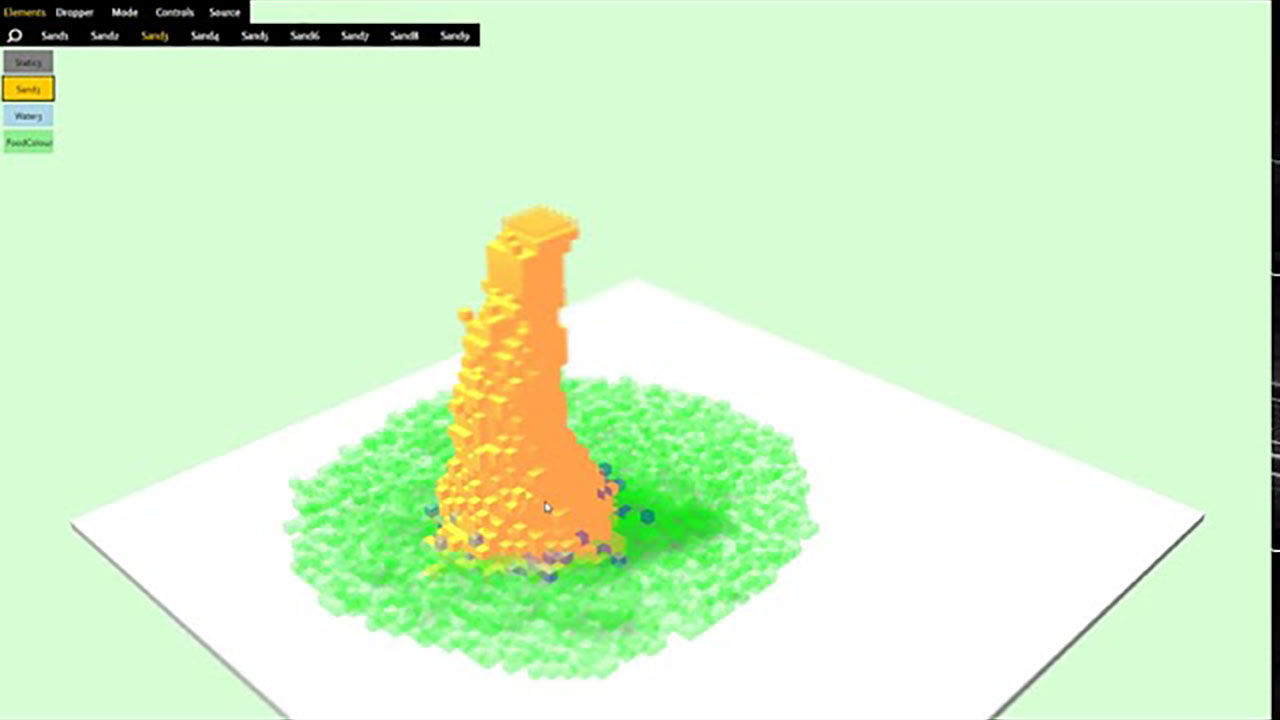 Elements Dropper Mode Controls Source
Sand1 Sand2 Sand3 Sand4 Sand5 Sand6 Sand7 Sand8 Sand9
Static3
Sand3
Water3
FoodColour